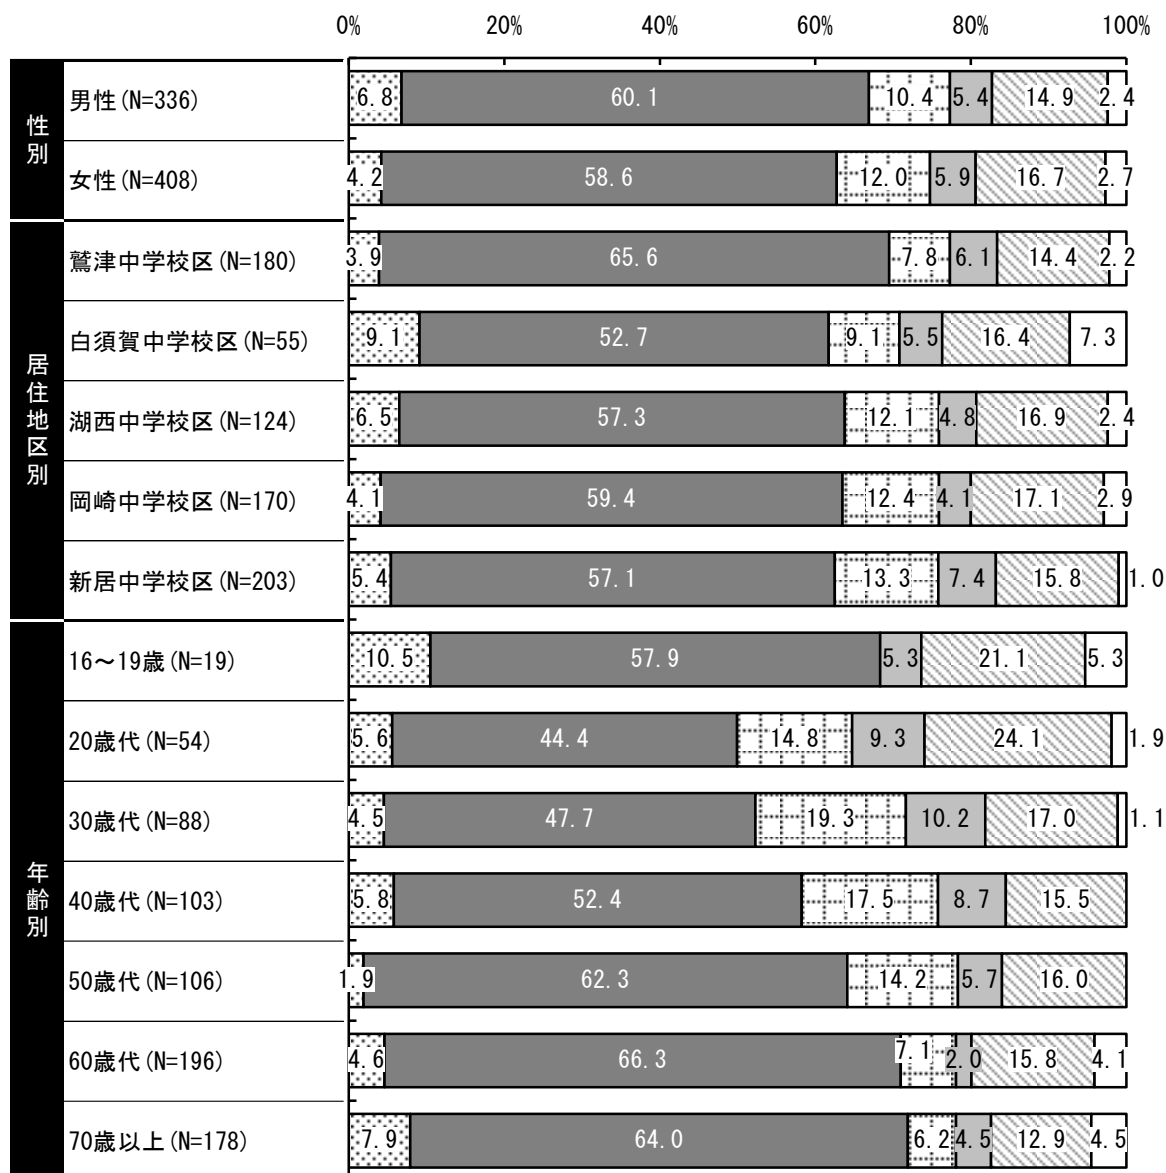 0% 20% 40% 60% 80% 100%
性別
男性(N=336) 6.8 60.1 10.4 5.4 14.9 2.4
女性(N=408) 4.2 58.6 12.0 5.9 16.7 2.7
居住地区別
鷲津中学校区(N=180) 3.9 65.6 7.8 6.1 14.4 2.2
白須賀中学校区(N=55) 9.1 52.7 9.1 5.5 16.4 7.3
湖西中学校区(N=124) 6.5 57.3 12.1 4.8 16.9 2.4
岡崎中学校区(N=170) 4.1 59.4 12.4 4.1 17.1 2.9
新居中学校区(N=203) 5.4 57.1 13.3 7.4 15.8 1.0
年齢別
16～19歳(N=19) 10.5 57.9 5.3 21.1 5.3
20歳代(N=54) 5.6 44.4 14.8 9.3 24.1 1.9
30歳代(N=88) 4.5 47.7 19.3 10.2 17.0 1.1
40歳代(N=103) 5.8 52.4 17.5 8.7 15.5
50歳代(N=106) 1.9 62.3 14.2 5.7 16.0
60歳代(N=196) 4.6 66.3 7.1 2.0 15.8 4.1
70歳以上(N=178) 7.9 64.0 6.2 4.5 12.9 4.5